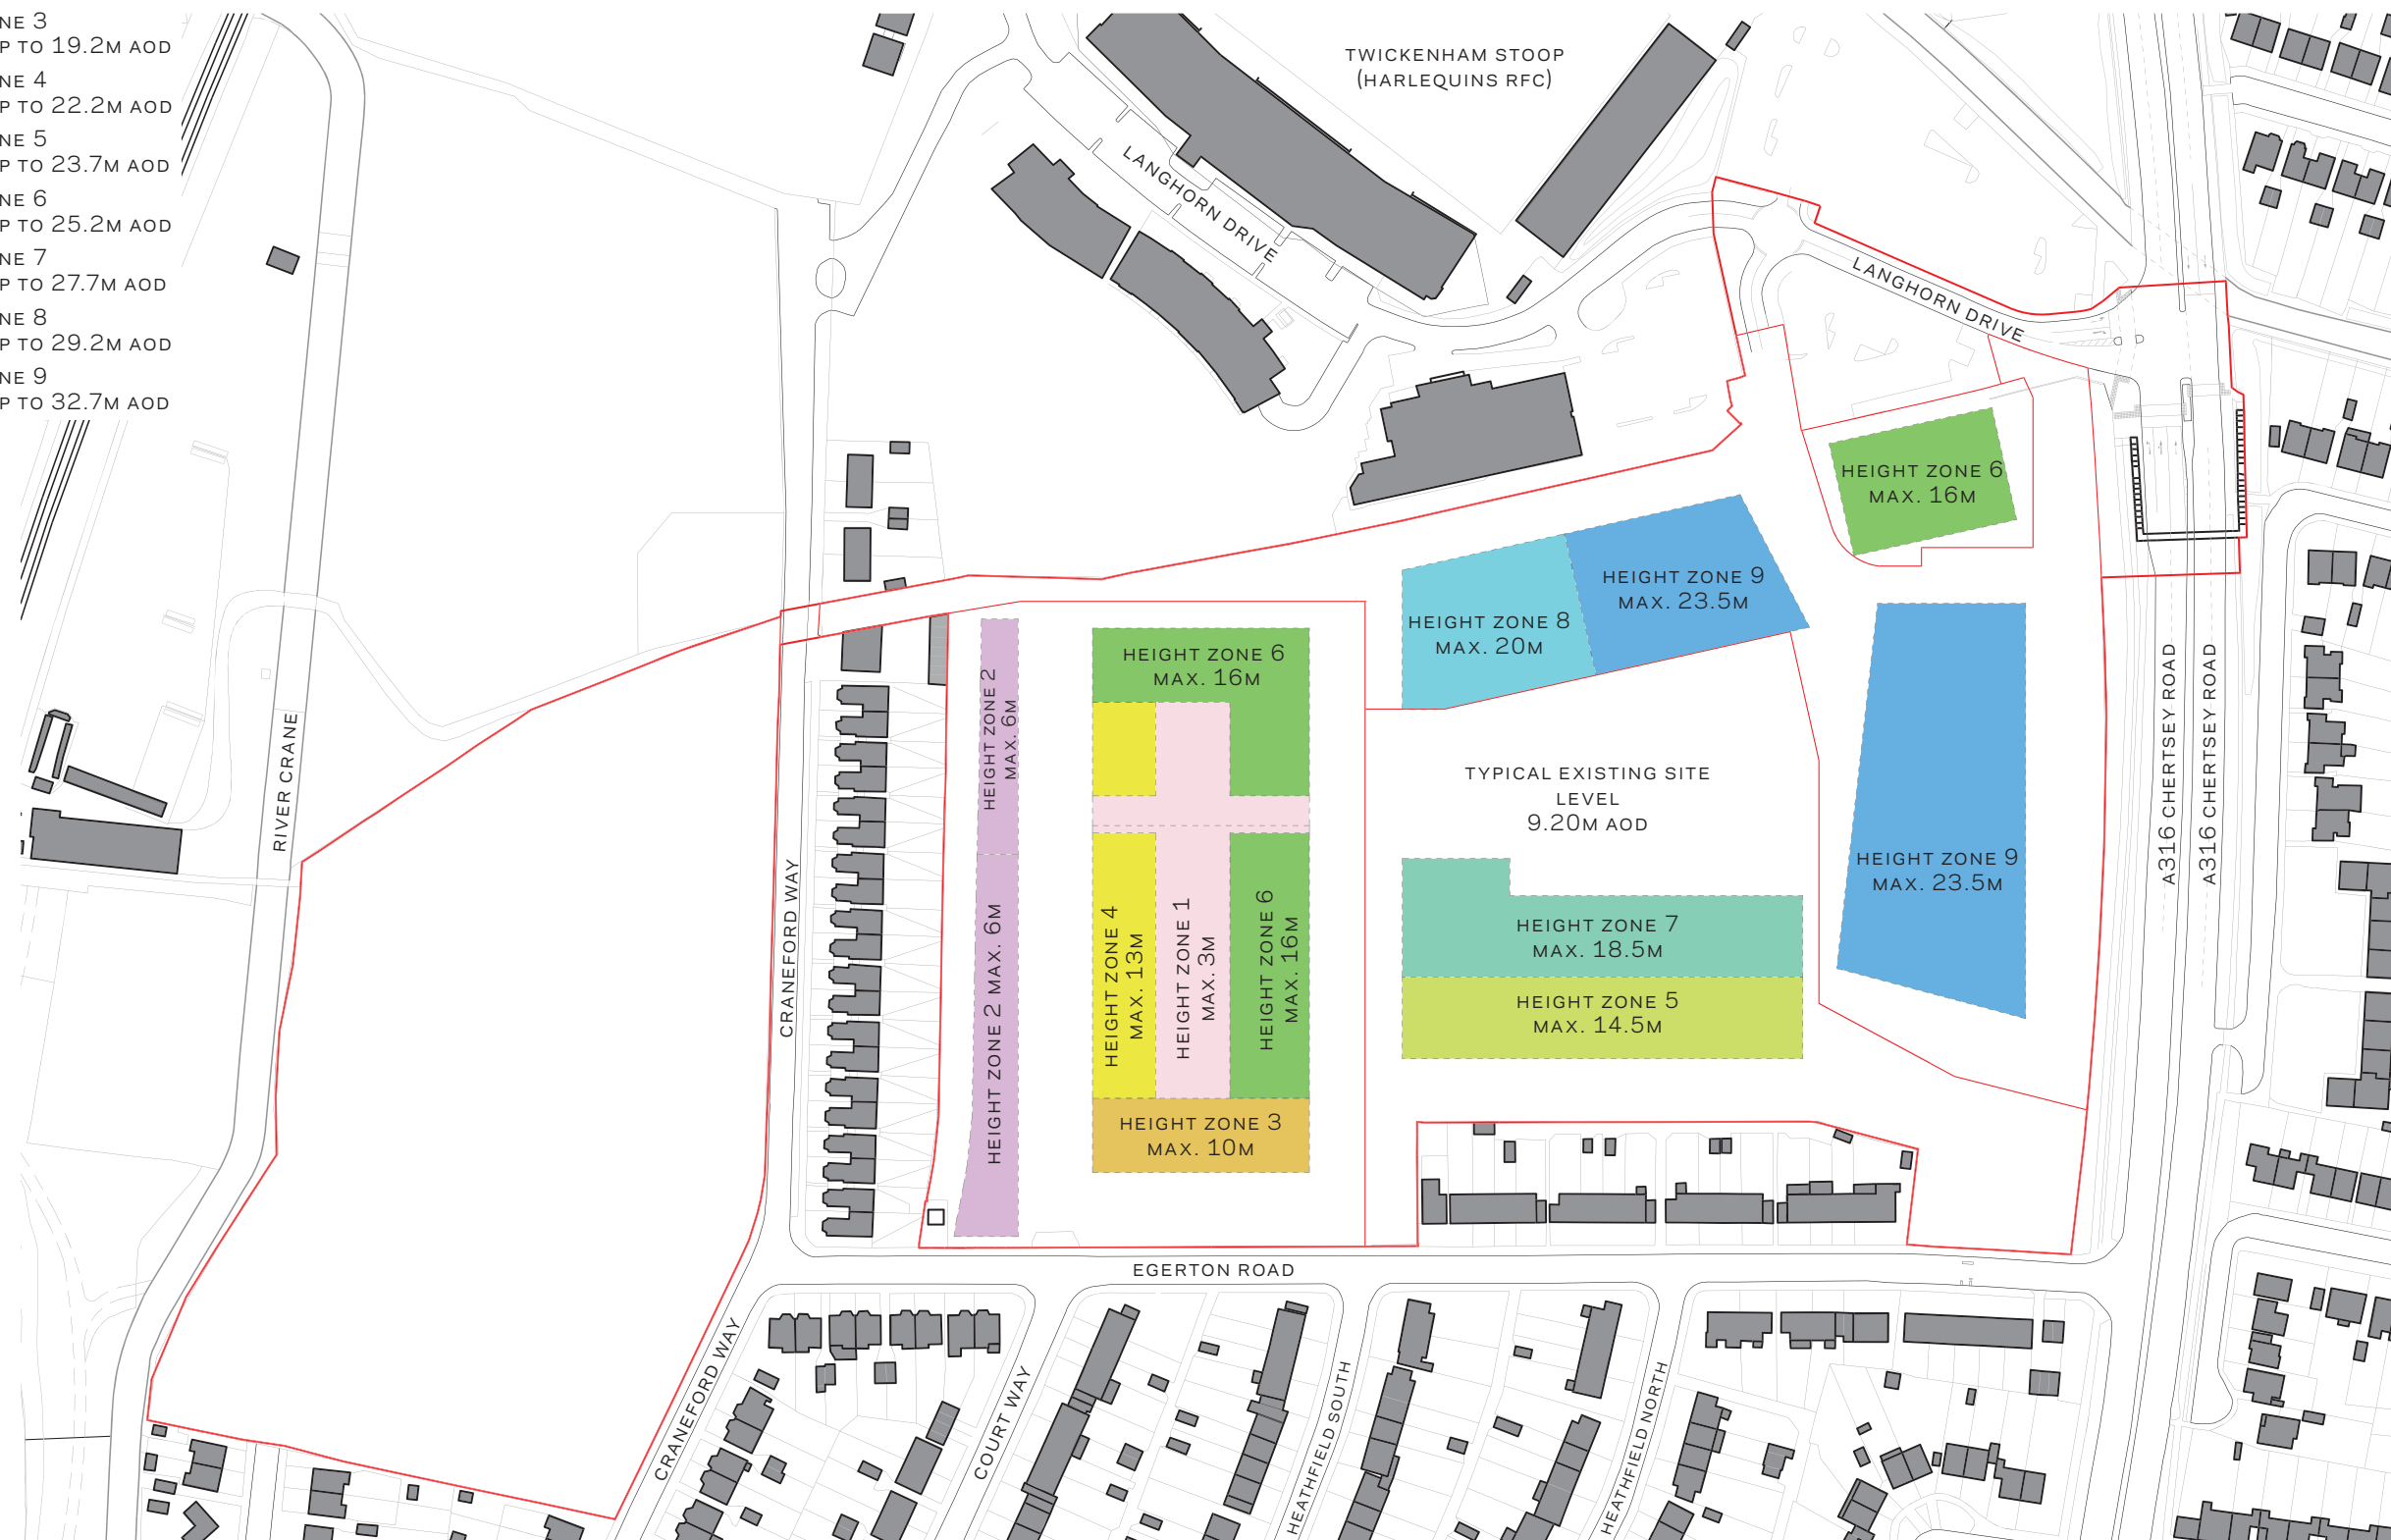 NE 3
P TO 19.2M AOD
NE 4
P TO 22.2M AOD
NE 5
P TO 23.7M AOD
NE 6
P TO 25.2M AOD
NE 7
P TO 27.7M AOD
NE 8
P TO 29.2M AOD
NE 9
P TO 32.7M AOD
TWICKENHAM STOOP
(HARLEQUINS RFC)
LANGHORN DRIVE
LANGHORN DRIVE
HEIGHT ZONE 6
MAX. 16M
HEIGHT ZONE 9
MAX. 23.5M
HEIGHT ZONE 8
MAX. 20M
HEIGHT ZONE 6
MAX. 16M
HEIGHT ZONE 2
MAX. 6M
RIVER CRANE
A316 CHERTSEY ROAD
A316 CHERTSEY ROAD
TYPICAL EXISTING SITE
LEVEL
9.20M AOD
HEIGHT ZONE 9
MAX. 23.5M
CRANEFORD WAY
HEIGHT ZONE 2 MAX. 6M
HEIGHT ZONE 4
MAX. 13M
HEIGHT ZONE 1
MAX. 3M
HEIGHT ZONE 6
MAX. 16M
HEIGHT ZONE 7
MAX. 18.5M
HEIGHT ZONE 5
MAX. 14.5M
HEIGHT ZONE 3
MAX. 10M
EGERTON ROAD
CRANEFORD WAY
COURT WAY
HEATHFIELD SOUTH
HEATHFIELD NORTH